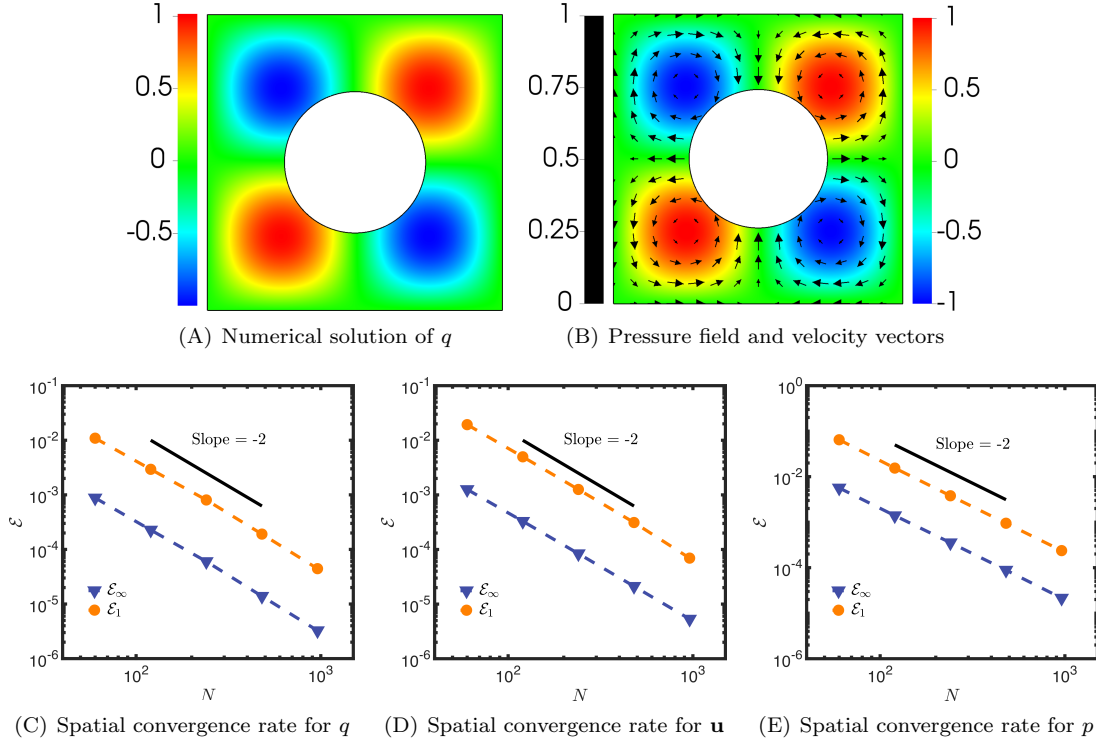 1
0.5
0
-0.5
1
0.75
0.5
0.25
0
1
0.5
0
-0.5
-1
(A) Numerical solution of q
(B) Pressure field and velocity vectors
10^-1
10^-2
10^-3
10^-4
10^-5
10^-6
ℰ
Slope = -2
ℰ∞
ℰ1
10^2
10^3
N
(C) Spatial convergence rate for q
10^-1
10^-2
10^-3
10^-4
10^-5
10^-6
ℰ
Slope = -2
ℰ∞
ℰ1
10^2
10^3
N
(D) Spatial convergence rate for u
10^0
10^-2
10^-4
10^-6
ℰ
Slope = -2
ℰ∞
ℰ1
10^2
10^3
N
(E) Spatial convergence rate for p